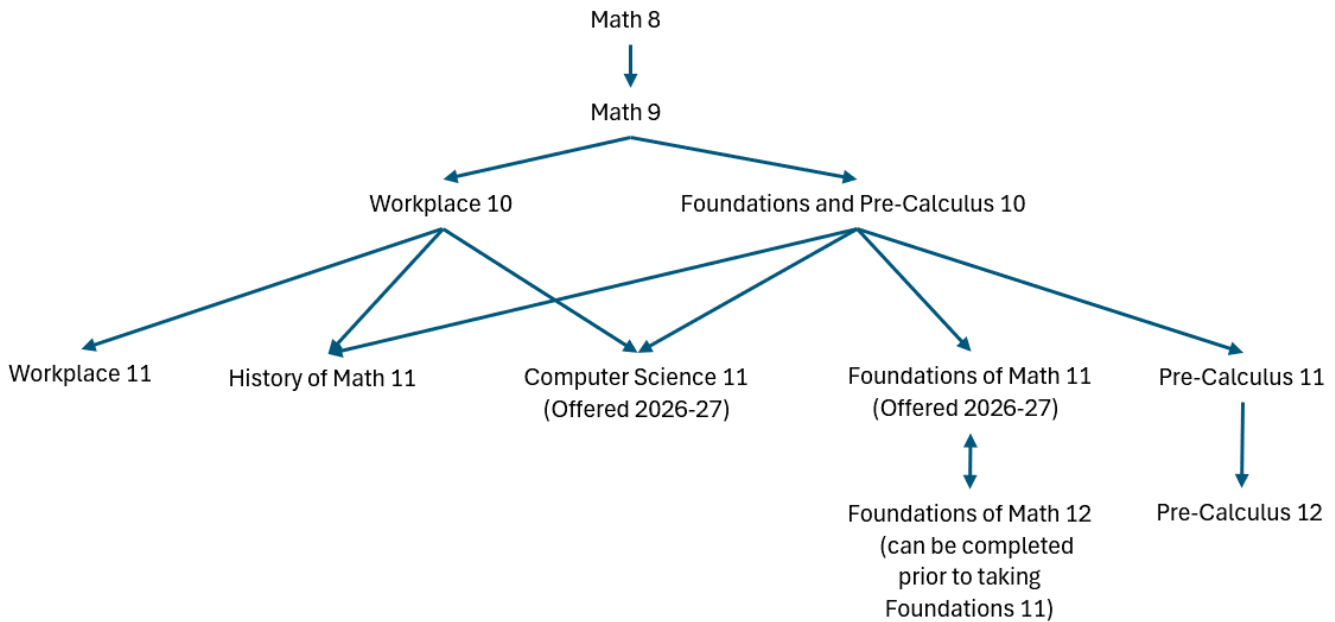 Math 8
Math 9
Workplace 10
Foundations and Pre-Calculus 10
Workplace 11
History of Math 11
Computer Science 11
(Offered 2026-27)
Foundations of Math 11
(Offered 2026-27)
Pre-Calculus 11
Foundations of Math 12
(can be completed
prior to taking
Foundations 11)
Pre-Calculus 12